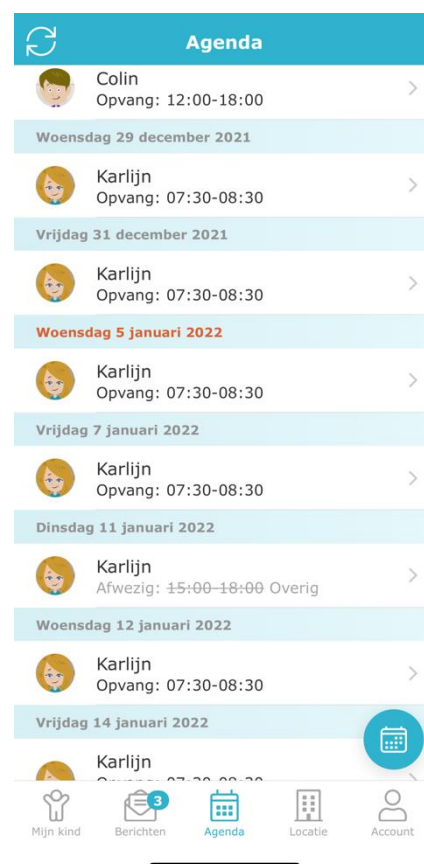 Agenda
Colin
Opvang: 12:00-18:00
Woensdag 29 december 2021
Karlijn
Opvang: 07:30-08:30
Vrijdag 31 december 2021
Karlijn
Opvang: 07:30-08:30
Woensdag 5 januari 2022
Karlijn
Opvang: 07:30-08:30
Vrijdag 7 januari 2022
Karlijn
Opvang: 07:30-08:30
Dinsdag 11 januari 2022
Karlijn
Afwezig: 15:00-18:00 Overig
Woensdag 12 januari 2022
Karlijn
Opvang: 07:30-08:30
Vrijdag 14 januari 2022
Karlijn
3
Mijn kind
Berichten
Agenda
Locatie
Account